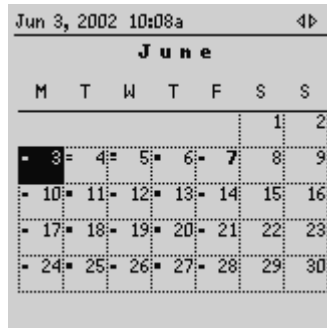 Jun 3, 2002 10:08a
June
M T W T F S S
1 2
3 4 5 6 7 8 9
10 11 12 13 14 15 16
17 18 19 20 21 22 23
24 25 26 27 28 29 30